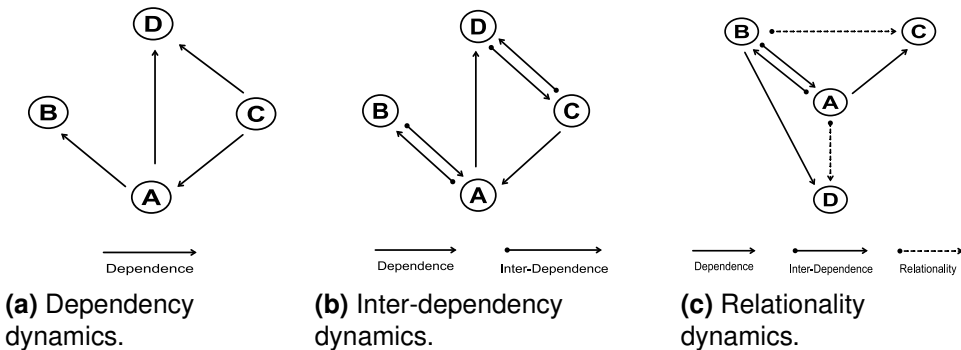 D
B
C
A
Dependence
(a) Dependency
dynamics.
D
B
C
A
Dependence
Inter-Dependence
(b) Inter-dependency
dynamics.
B
C
A
D
Dependence
Inter-Dependence
Relationality
(c) Relationality
dynamics.